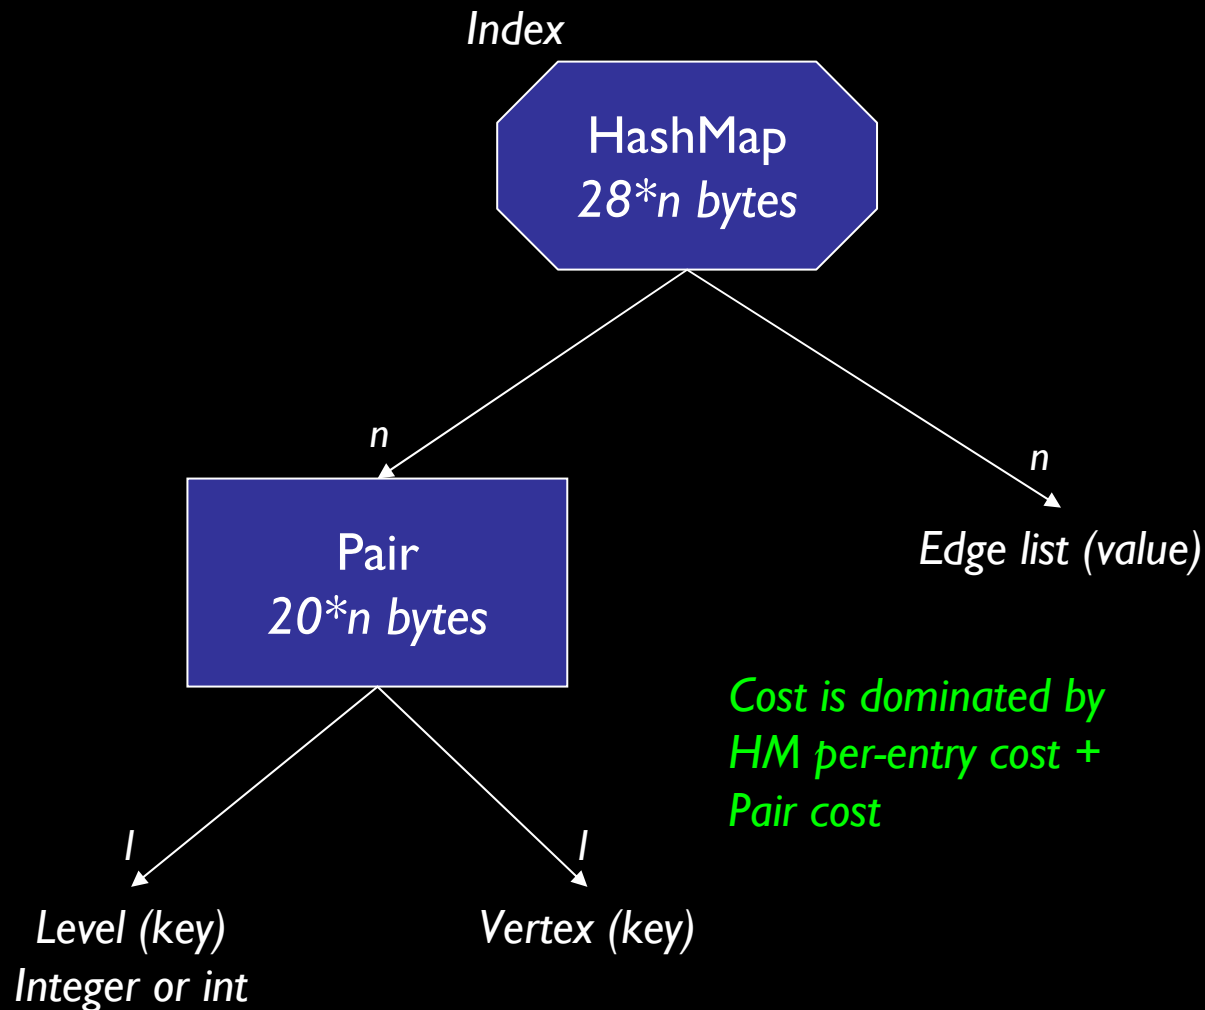 Index
HashMap
28*n bytes
n
n
Pair
20*n bytes
Edge list (value)
Cost is dominated by
HM per-entry cost +
Pair cost
1
1
Level (key)
Integer or int
Vertex (key)